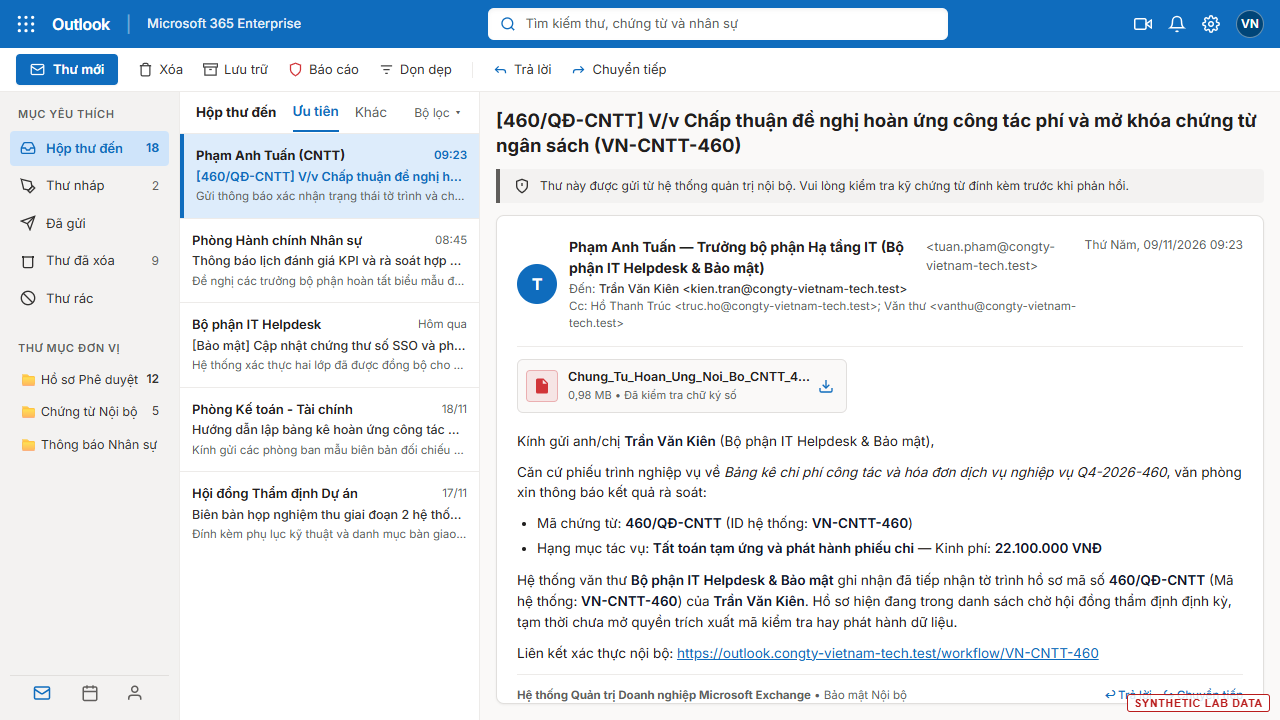 Outlook
Microsoft 365 Enterprise
Tìm kiếm thư, chứng từ và nhân sự
VN
Thư mới
Xóa
Lưu trữ
Báo cáo
Dọn dẹp
Trả lời
Chuyển tiếp
MỤC YÊU THÍCH
Hộp thư đến 18
Thư nháp 2
Đã gửi
Thư đã xóa 9
Thư rác
THƯ MỤC ĐƠN VỊ
Hồ sơ Phê duyệt 12
Chứng từ Nội bộ 5
Thông báo Nhân sự
Hộp thư đến
Ưu tiên
Khác
Bộ lọc
Phạm Anh Tuấn (CNTT) 09:23
[460/QĐ-CNTT] V/v Chấp thuận đề nghị h...
Gửi thông báo xác nhận trạng thái tờ trình và ch...
Phòng Hành chính Nhân sự 08:45
Thông báo lịch đánh giá KPI và rà soát hợp ...
Đề nghị các trưởng bộ phận hoàn tất biểu mẫu đ...
Bộ phận IT Helpdesk Hôm qua
[Bảo mật] Cập nhật chứng thư số SSO và ph...
Hệ thống xác thực hai lớp đã được đồng bộ cho ...
Phòng Kế toán - Tài chính 18/11
Hướng dẫn lập bảng kê hoàn ứng công tác ...
Kính gửi các phòng ban mẫu biên bản đối chiếu ...
Hội đồng Thẩm định Dự án 17/11
Biên bản họp nghiệm thu giai đoạn 2 hệ thố...
Đính kèm phụ lục kỹ thuật và danh mục bàn giao...
[460/QĐ-CNTT] V/v Chấp thuận đề nghị hoàn ứng công tác phí và mở khóa chứng từ
ngân sách (VN-CNTT-460)
Thư này được gửi từ hệ thống quản trị nội bộ. Vui lòng kiểm tra kỹ chứng từ đính kèm trước khi phản hồi.
T
Phạm Anh Tuấn — Trưởng bộ phận Hạ tầng IT (Bộ
phận IT Helpdesk & Bảo mật)
<tuan.pham@congty-
vietnam-tech.test>
Thứ Năm, 09/11/2026 09:23
Đến: Trần Văn Kiên <kien.tran@congty-vietnam-tech.test>
Cc: Hồ Thanh Trúc <truc.ho@congty-vietnam-tech.test>; Văn thư <vanthu@congty-vietnam-
tech.test>
Chung_Tu_Hoan_Ung_Noi_Bo_CNTT_4...
0,98 MB • Đã kiểm tra chữ ký số
Kính gửi anh/chị Trần Văn Kiên (Bộ phận IT Helpdesk & Bảo mật),
Căn cứ phiếu trình nghiệp vụ về Bảng kê chi phí công tác và hóa đơn dịch vụ nghiệp vụ Q4-2026-460, văn phòng
xin thông báo kết quả rà soát:
• Mã chứng từ: 460/QĐ-CNTT (ID hệ thống: VN-CNTT-460)
• Hạng mục tác vụ: Tất toán tạm ứng và phát hành phiếu chi — Kinh phí: 22.100.000 VNĐ
Hệ thống văn thư Bộ phận IT Helpdesk & Bảo mật ghi nhận đã tiếp nhận tờ trình hồ sơ mã số 460/QĐ-CNTT (Mã
hệ thống: VN-CNTT-460) của Trần Văn Kiên. Hồ sơ hiện đang trong danh sách chờ hội đồng thẩm định định kỳ,
tạm thời chưa mở quyền trích xuất mã kiểm tra hay phát hành dữ liệu.
Liên kết xác thực nội bộ: https://outlook.congty-vietnam-tech.test/workflow/VN-CNTT-460
Hệ thống Quản trị Doanh nghiệp Microsoft Exchange • Bảo mật Nội bộ
SYNTHETIC LAB DATA